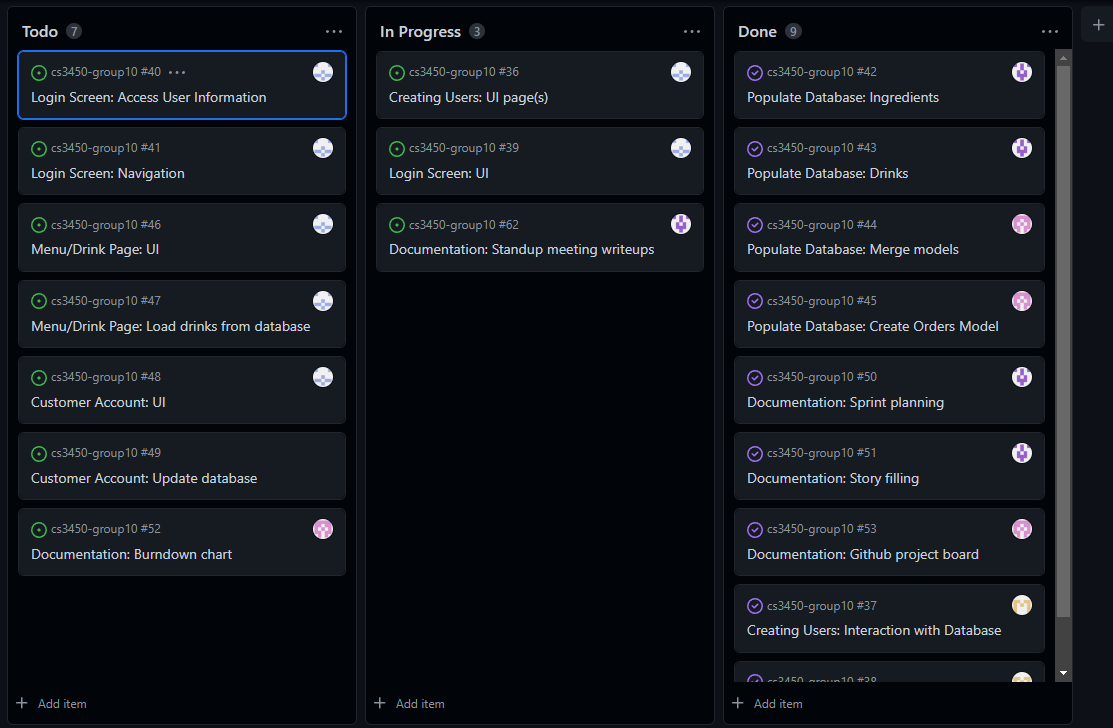 Todo 7
cs3450-group10 #40
Login Screen: Access User Information
cs3450-group10 #41
Login Screen: Navigation
cs3450-group10 #46
Menu/Drink Page: UI
cs3450-group10 #47
Menu/Drink Page: Load drinks from database
cs3450-group10 #48
Customer Account: UI
cs3450-group10 #49
Customer Account: Update database
cs3450-group10 #52
Documentation: Burndown chart
Add item
In Progress 3
cs3450-group10 #36
Creating Users: UI page(s)
cs3450-group10 #39
Login Screen: UI
cs3450-group10 #62
Documentation: Standup meeting writeups
Add item
Done 9
cs3450-group10 #42
Populate Database: Ingredients
cs3450-group10 #43
Populate Database: Drinks
cs3450-group10 #44
Populate Database: Merge models
cs3450-group10 #45
Populate Database: Create Orders Model
cs3450-group10 #50
Documentation: Sprint planning
cs3450-group10 #51
Documentation: Story filling
cs3450-group10 #53
Documentation: Github project board
cs3450-group10 #37
Creating Users: Interaction with Database
cs3450-group10 #38
Add item